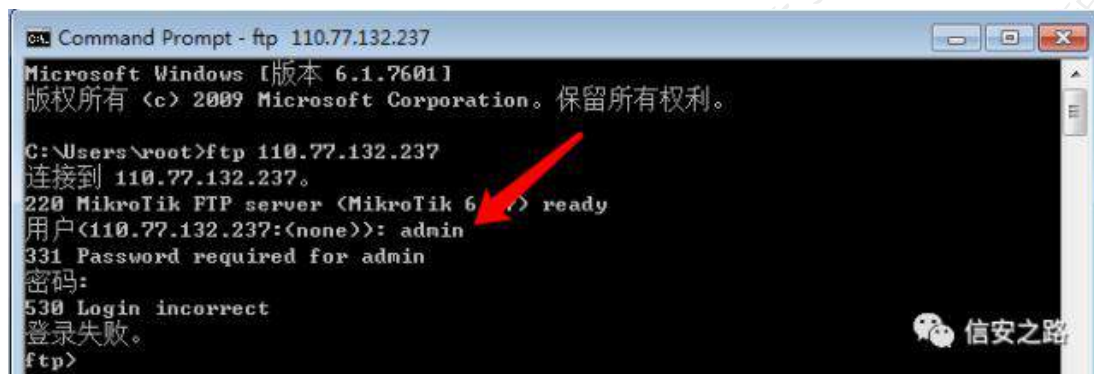 Command Prompt - ftp 110.77.132.237
Microsoft Windows [版本 6.1.7601]
版权所有 (c) 2009 Microsoft Corporation。保留所有权利。
C:\Users\root>ftp 110.77.132.237
连接到 110.77.132.237。
220 MikroTik FTP server (MikroTik ready
用户(110.77.132.237:(none)): admin
331 Password required for admin
密码:
530 Login incorrect
登录失败。
ftp>
信安之路